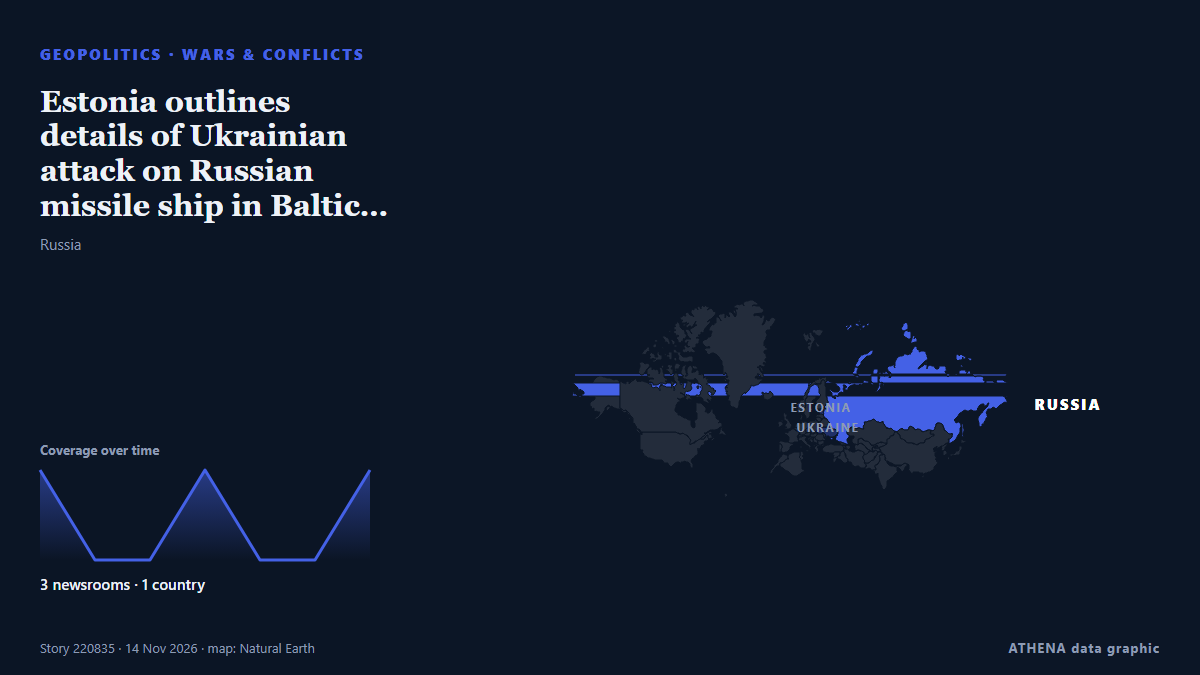 GEOPOLITICS · WARS & CONFLICTS
Estonia outlines
details of Ukrainian
attack on Russian
missile ship in Baltic...
Russia
ESTONIA
UKRAINE
RUSSIA
Coverage over time
3 newsrooms · 1 country
Story 220835 · 14 Nov 2026 · map: Natural Earth
ATHENA data graphic